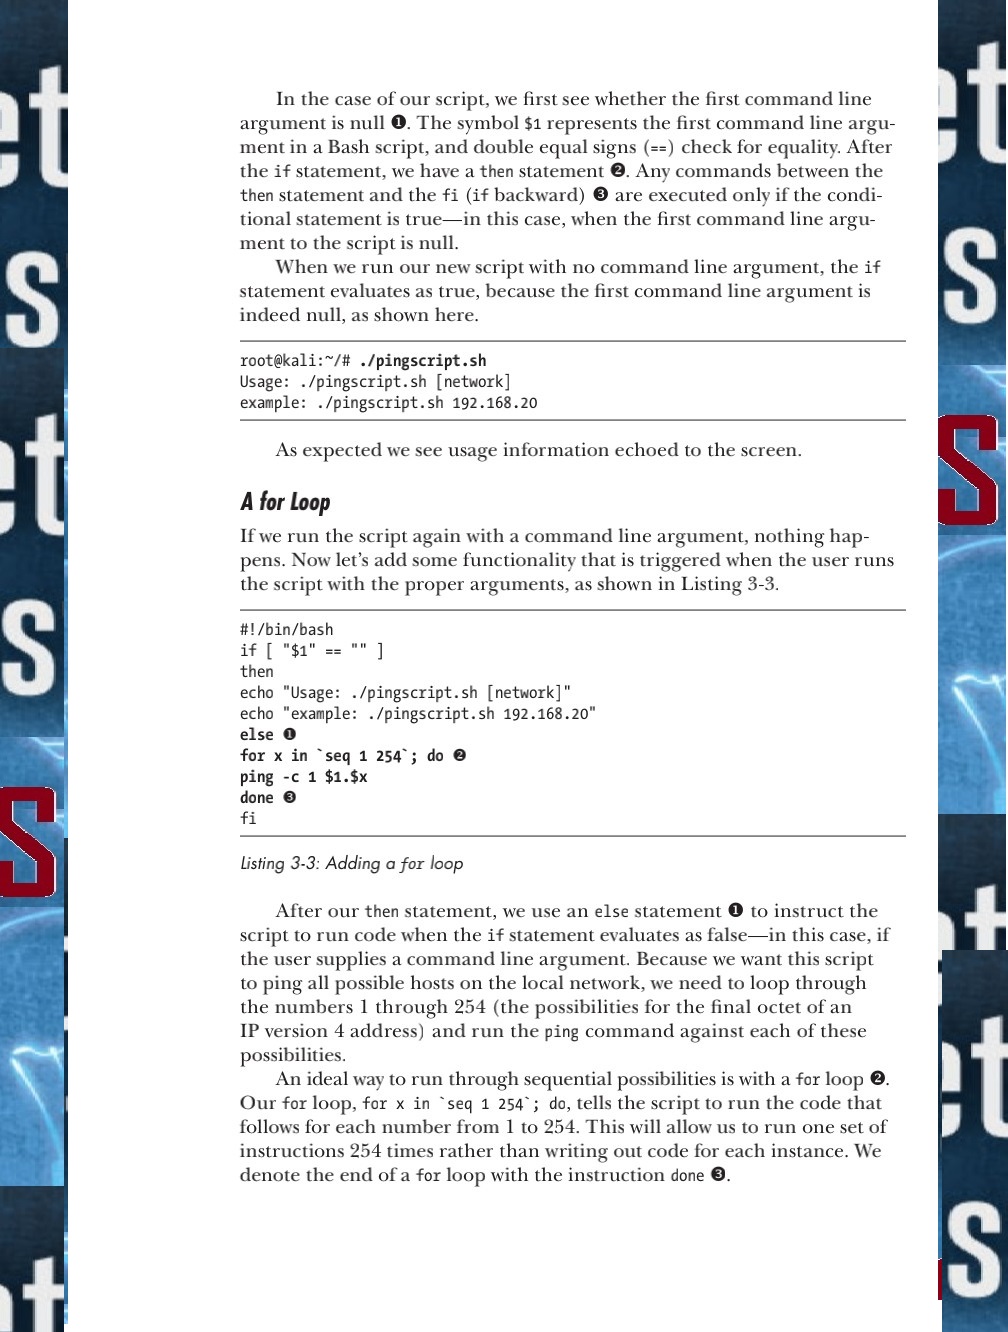 In the case of our script, we first see whether the first command line
argument is null ❶. The symbol $1 represents the first command line argu-
ment in a Bash script, and double equal signs (==) check for equality. After
the if statement, we have a then statement ❷. Any commands between the
then statement and the fi (if backward) ❸ are executed only if the condi-
tional statement is true—in this case, when the first command line argu-
ment to the script is null.
When we run our new script with no command line argument, the if
statement evaluates as true, because the first command line argument is
indeed null, as shown here.
root@kali:~/# ./pingscript.sh
Usage: ./pingscript.sh [network]
example: ./pingscript.sh 192.168.20
As expected we see usage information echoed to the screen.
A for Loop
If we run the script again with a command line argument, nothing hap-
pens. Now let's add some functionality that is triggered when the user runs
the script with the proper arguments, as shown in Listing 3-3.
#!/bin/bash
if [ "$1" == "" ]
then
echo "Usage: ./pingscript.sh [network]"
echo "example: ./pingscript.sh 192.168.20"
else ❶
for x in `seq 1 254`; do ❷
ping -c 1 $1.$x
done ❸
fi
Listing 3-3: Adding a for loop
After our then statement, we use an else statement ❶ to instruct the
script to run code when the if statement evaluates as false—in this case, if
the user supplies a command line argument. Because we want this script
to ping all possible hosts on the local network, we need to loop through
the numbers 1 through 254 (the possibilities for the final octet of an
IP version 4 address) and run the ping command against each of these
possibilities.
An ideal way to run through sequential possibilities is with a for loop ❷.
Our for loop, for x in `seq 1 254`; do, tells the script to run the code that
follows for each number from 1 to 254. This will allow us to run one set of
instructions 254 times rather than writing out code for each instance. We
denote the end of a for loop with the instruction done ❸.